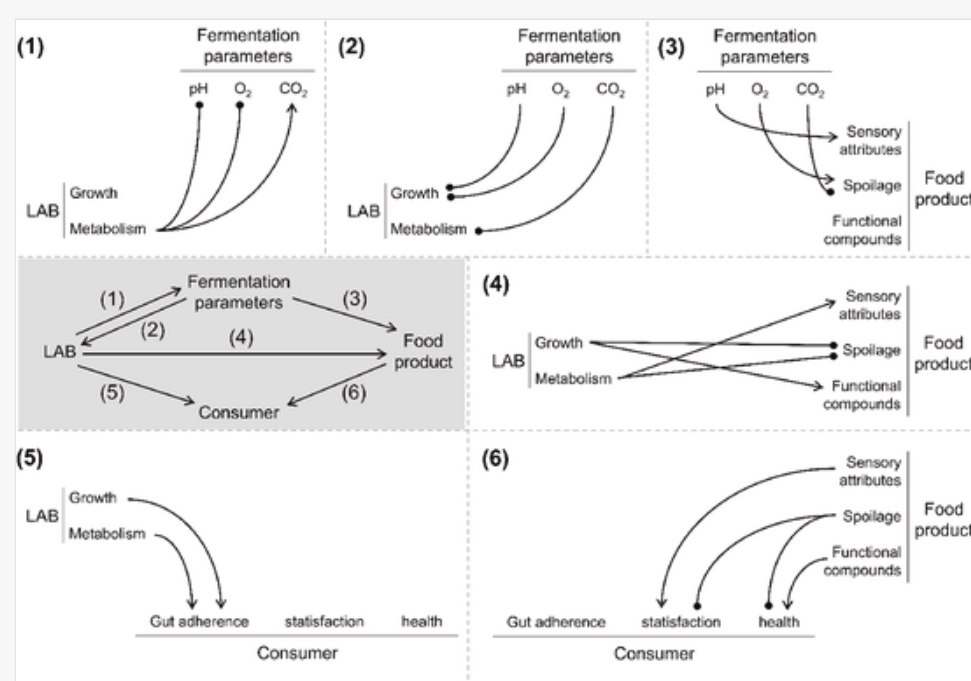 (1)
Fermentation
parameters
pH O₂ CO₂
LAB
Growth
Metabolism
(2)
Fermentation
parameters
pH O₂ CO₂
LAB
Growth
Metabolism
(3)
Fermentation
parameters
pH O₂ CO₂
Sensory
attributes
Spoilage
Functional
compounds
Food
product
Fermentation
parameters
(1)
(2)
(3)
(4)
LAB
Food
product
(5)
(6)
Consumer
(4)
LAB
Growth
Metabolism
Sensory
attributes
Spoilage
Functional
compounds
Food
product
(5)
LAB
Growth
Metabolism
Gut adherence statisfaction health
Consumer
(6)
Sensory
attributes
Spoilage
Functional
compounds
Food
product
Gut adherence statisfaction health
Consumer